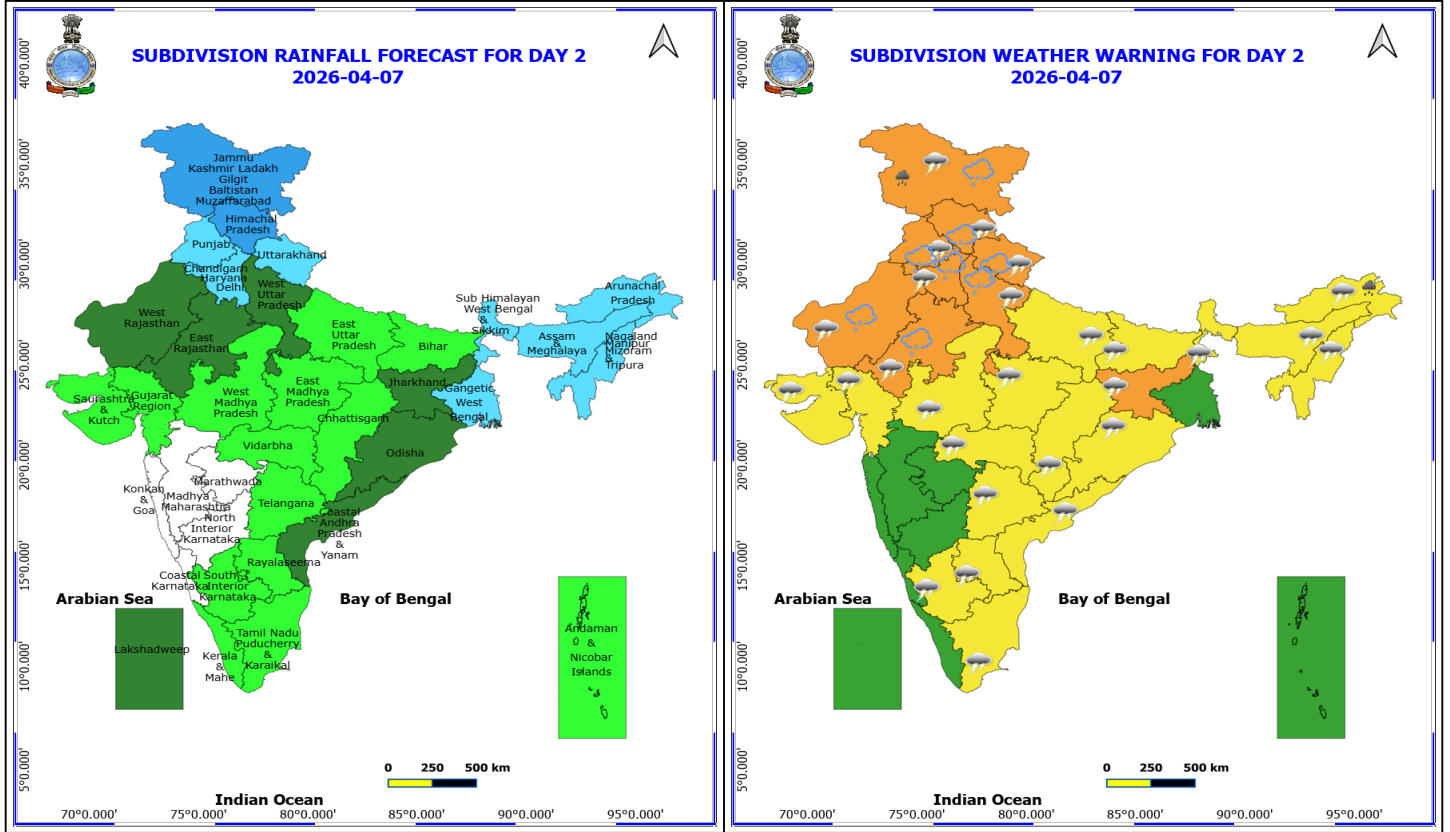 SUBDIVISION RAINFALL FORECAST FOR DAY 2
2026-04-07
40°0.000'
35°0.000'
30°0.000'
25°0.000'
20°0.000'
15°0.000'
10°0.000'
5°0.000'
Jammu
Kashmir Ladakh
Gilgit
Baltistan
Muzaffarabad
Himachal
Pradesh
Punjab
Uttarakhand
Chandigarh
Haryana
Delhi
West
Uttar
Pradesh
West
Rajasthan
East
Rajasthan
East
Uttar
Pradesh
Bihar
Sub Himalayan
West Bengal
&
Sikkim
Arunachal
Pradesh
Assam
&
Meghalaya
Nagaland
Manipur
Mizoram
&
Tripura
Jharkhand
Gangetic
West
Bengal
Saurashtra
&
Kutch
Gujarat
Region
West
Madhya
Pradesh
East
Madhya
Pradesh
Chhattisgarh
Vidarbha
Odisha
Konkan
&
Goa
Marathwada
Madhya
Maharashtra
North
Interior
Karnataka
Telangana
Coastal
Andhra
Pradesh
&
Yanam
Rayalaseema
Coastal
Karnataka
South
Interior
Karnataka
Arabian Sea
Bay of Bengal
Lakshadweep
Tamil Nadu
Puducherry
&
Karaikal
Kerala
&
Mahe
Andaman
&
Nicobar
Islands
0 250 500 km
Indian Ocean
70°0.000' 75°0.000' 80°0.000' 85°0.000' 90°0.000' 95°0.000'
SUBDIVISION WEATHER WARNING FOR DAY 2
2026-04-07
40°0.000'
35°0.000'
30°0.000'
25°0.000'
20°0.000'
15°0.000'
10°0.000'
5°0.000'
Arabian Sea
Bay of Bengal
0 250 500 km
Indian Ocean
70°0.000' 75°0.000' 80°0.000' 85°0.000' 90°0.000' 95°0.000'